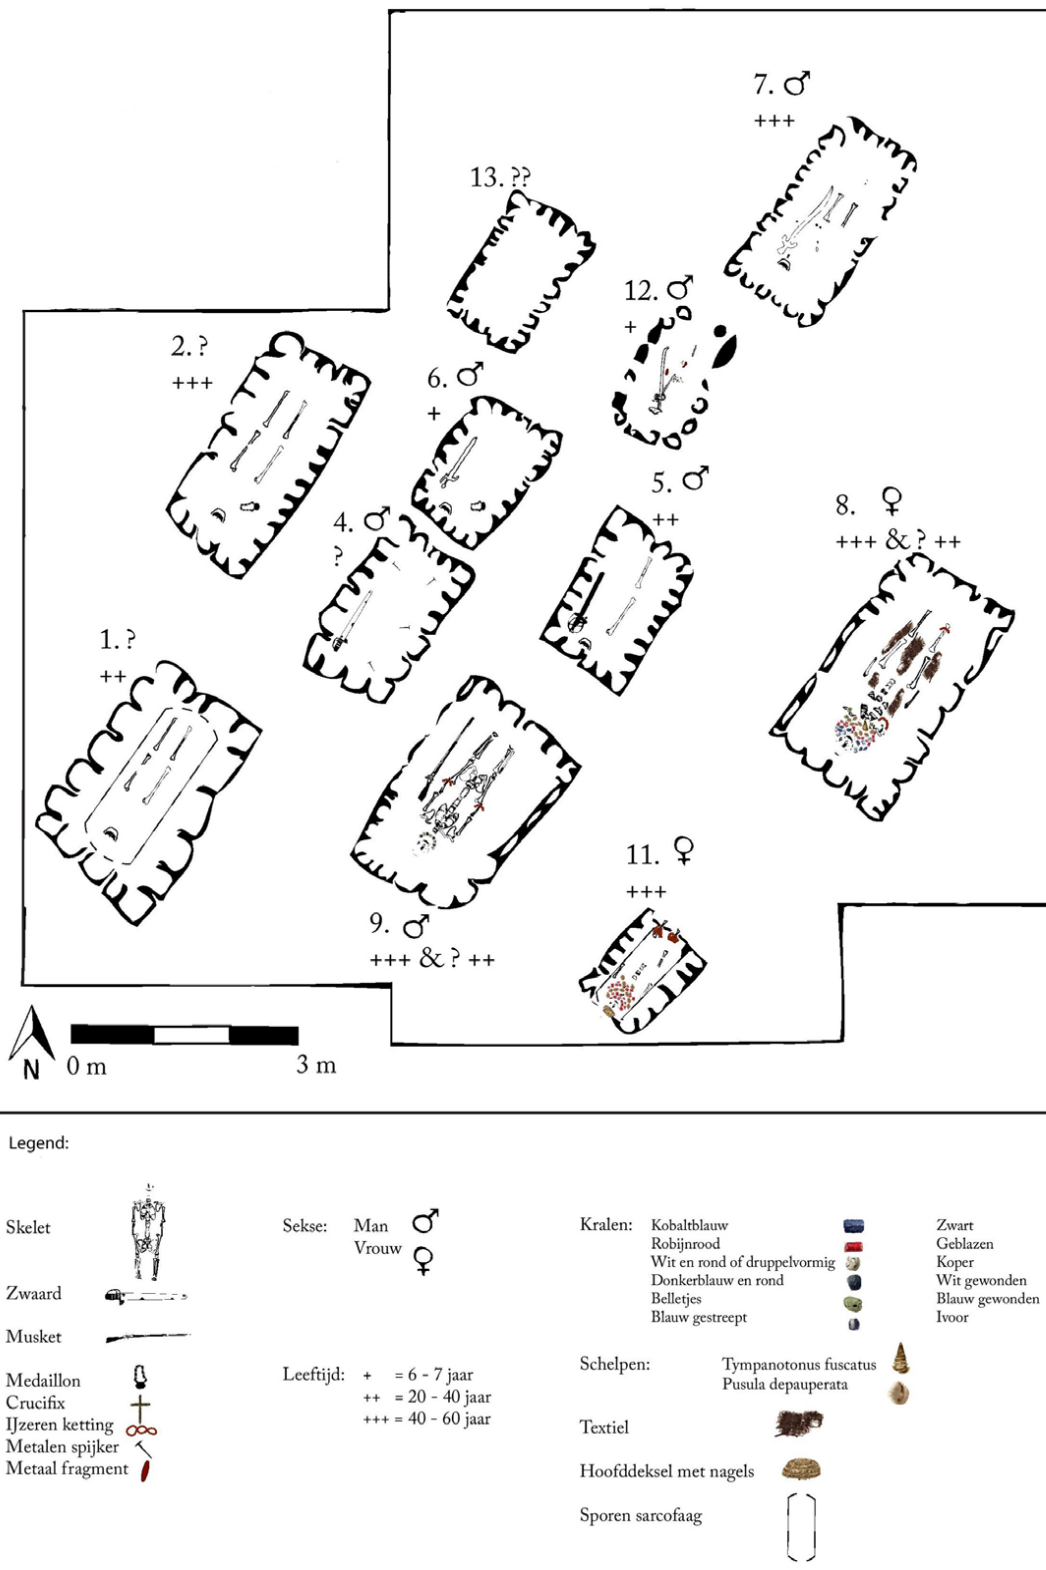 7. ♂
+++
13. ??
12. ♂
+
2. ?
+++
6. ♂
+
5. ♂
++
4. ♂
?
8. ♀
+++ & ? ++
1. ?
++
11. ♀
+++
9. ♂
+++ & ? ++
N
0 m
3 m
Legend:
Skelet
Zwaard
Musket
Medaillon
Crucifix
IJzeren ketting
Metalen spijker
Metaal fragment
Sekse: Man ♂
Vrouw ♀
Leeftijd: + = 6 - 7 jaar
++ = 20 - 40 jaar
+++ = 40 - 60 jaar
Kralen: Kobaltblauw
Robijnrood
Wit en rond of druppelvormig
Donkerblauw en rond
Belletjes
Blauw gestreept
Zwart
Geblazen
Koper
Wit gewonden
Blauw gewonden
Ivoor
Schelpen: Tympanotonus fuscatus
Pusula depauperata
Textiel
Hoofddeksel met nagels
Sporen sarcofaag